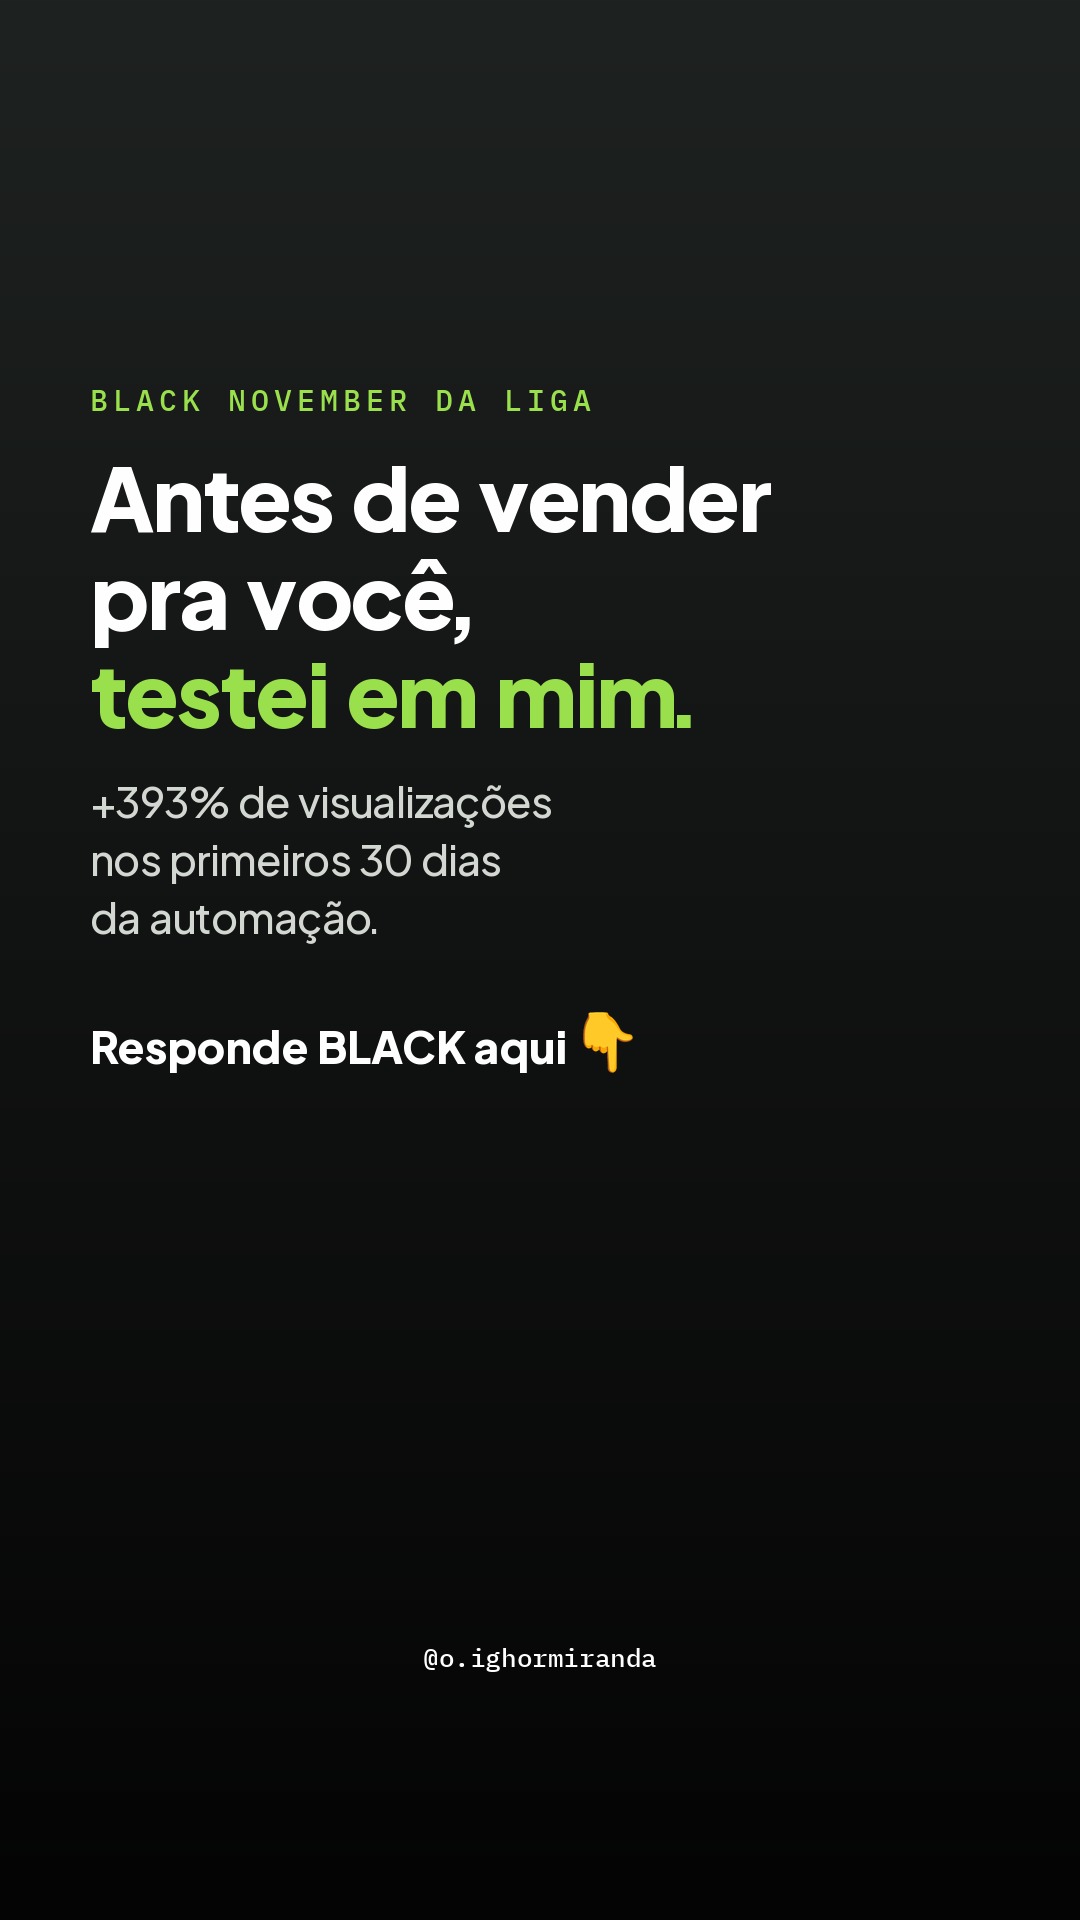 BLACK NOVEMBER DA LIGA
Antes de vender
pra você,
testei em mim.
+393% de visualizações
nos primeiros 30 dias
da automação.
Responde BLACK aqui 👇
@o.ighormiranda